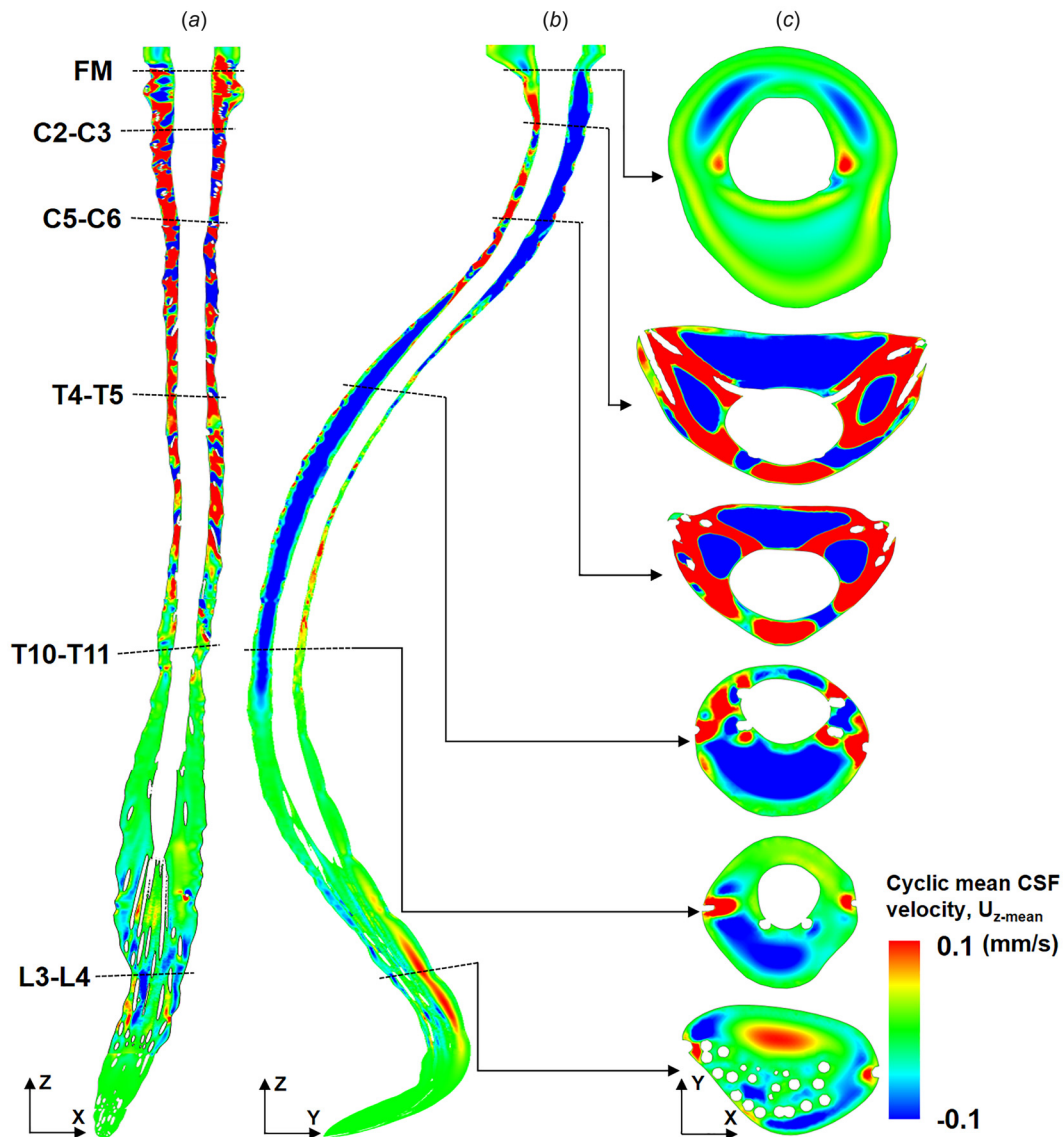 (a)
(b)
(c)
FM
C2-C3
C5-C6
T4-T5
T10-T11
L3-L4
Cyclic mean CSF
velocity, Uz-mean
0.1 (mm/s)
-0.1
Z
X
Z
Y
Y
X